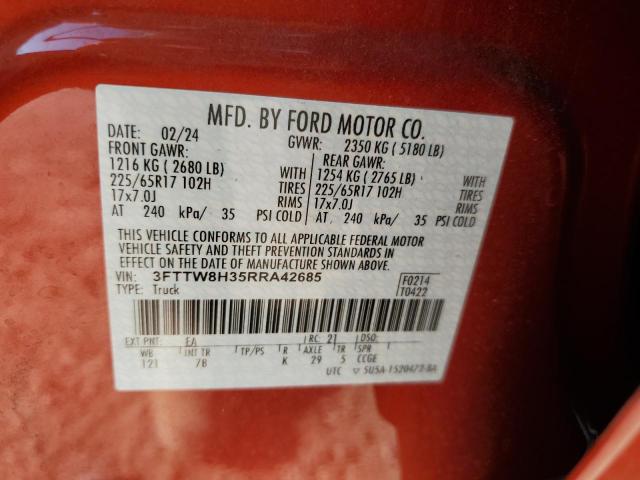 MFD. BY FORD MOTOR CO.
DATE: 02/24 GVWR: 2350 KG ( 5180 LB)
FRONT GAWR: REAR GAWR:
1216 KG ( 2680 LB) WITH 1254 KG ( 2765 LB) WITH
225/65R17 102H TIRES 225/65R17 102H TIRES
17x7.0J RIMS 17x7.0J RIMS
AT 240 kPa/ 35 PSI COLD AT 240 kPa/ 35 PSI COLD
THIS VEHICLE CONFORMS TO ALL APPLICABLE FEDERAL MOTOR
VEHICLE SAFETY AND THEFT PREVENTION STANDARDS IN
EFFECT ON THE DATE OF MANUFACTURE SHOWN ABOVE.
VIN: 3FTTW8H35RRA42685 F0214
TYPE: Truck T0422
EXT PNT: EA RC: 21 DSO:
WB INT TR TP/PS R AXLE TR SPR
121 7B K 29 5 CCGE
UTC ▽ 5U5A-1520472-BA